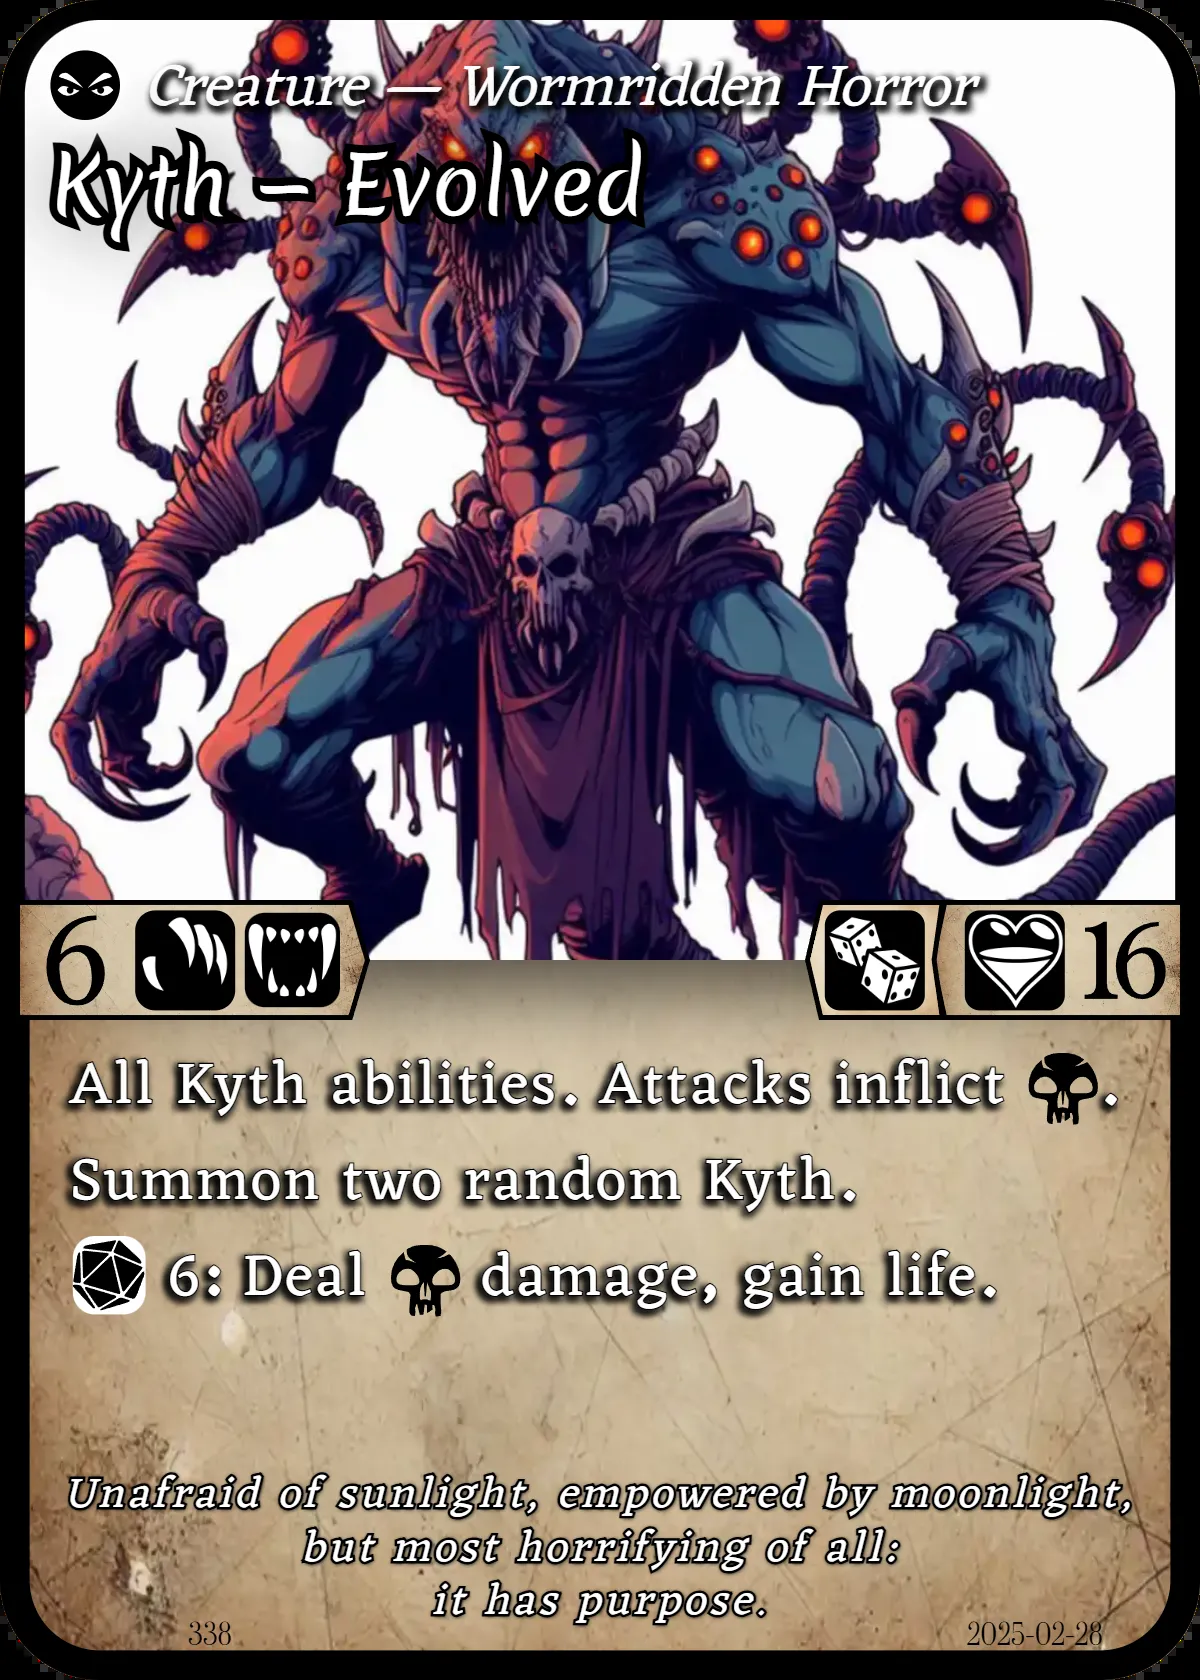 Creature — Wormridden Horror
Kyth – Evolved
6
16
All Kyth abilities. Attacks inflict .
Summon two random Kyth.
6: Deal damage, gain life.
Unafraid of sunlight, empowered by moonlight,
but most horrifying of all:
it has purpose.
338
2025-02-28